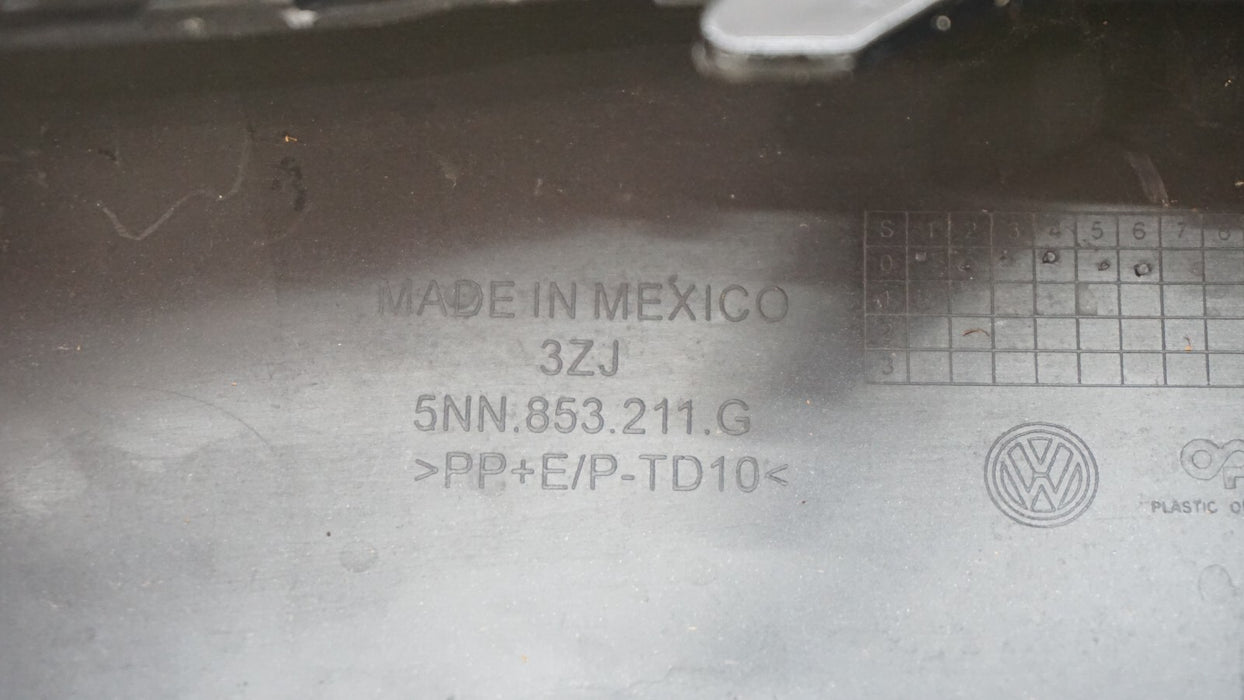 MADE IN MEXICO
3ZJ
5NN.853.211.G
>PP+E/P-TD10<
S 1 2 3 4 5 6 7 8
0
1
2
3
PLASTIC